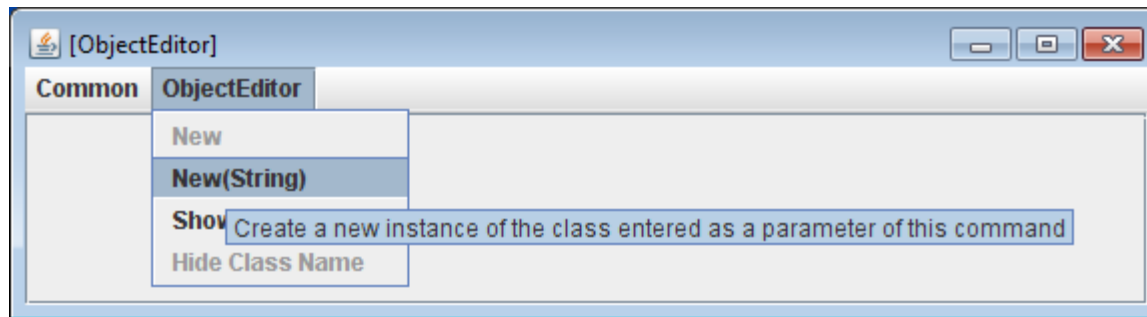 [ObjectEditor]
Common ObjectEditor
New
New(String)
Show
Create a new instance of the class entered as a parameter of this command
Hide Class Name